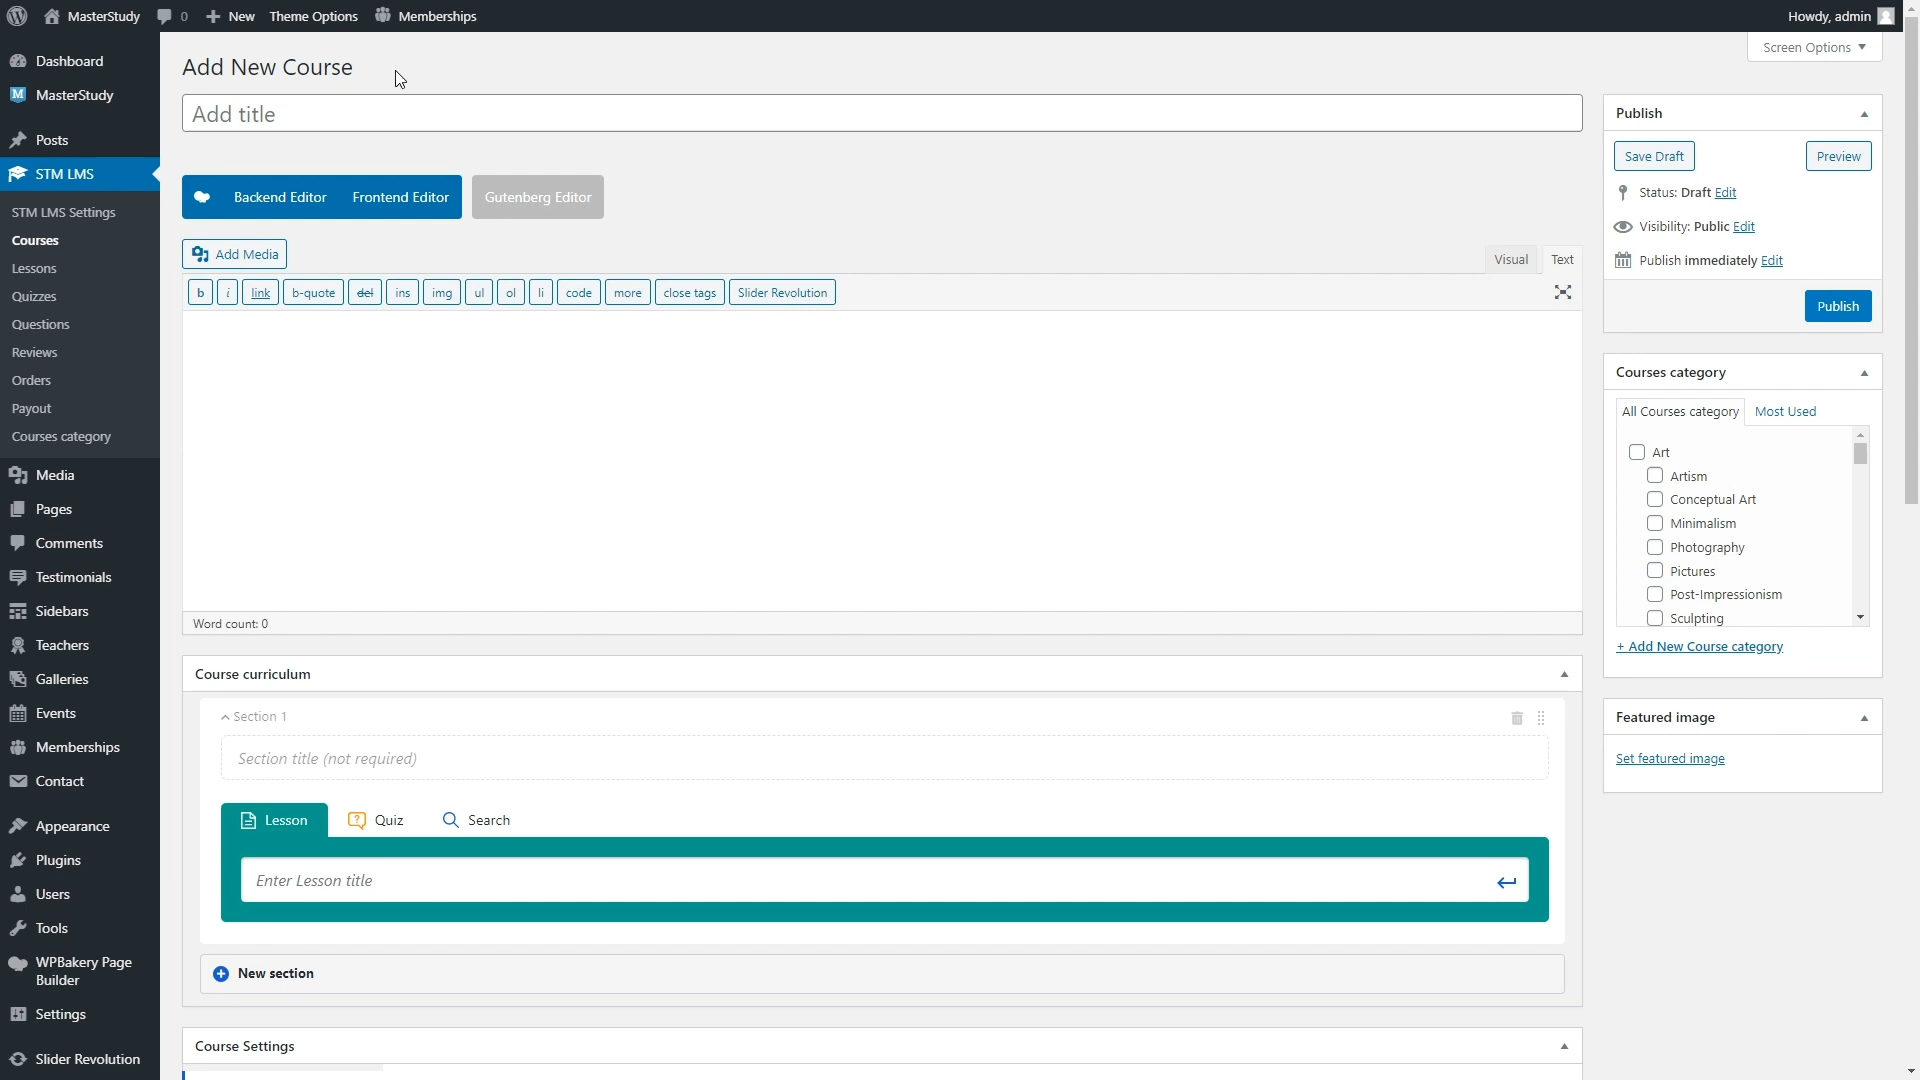 MasterStudy 0 New Theme Options Memberships Howdy, admin
Screen Options
Dashboard
MasterStudy
Posts
STM LMS
STM LMS Settings
Courses
Lessons
Quizzes
Questions
Reviews
Orders
Payout
Courses category
Media
Pages
Comments
Testimonials
Sidebars
Teachers
Galleries
Events
Memberships
Contact
Appearance
Plugins
Users
Tools
WPBakery Page
Builder
Settings
Slider Revolution
Add New Course
Add title
Backend Editor Frontend Editor Gutenberg Editor
Add Media
Visual Text
b i link b-quote del ins img ul ol li code more close tags Slider Revolution
Word count: 0
Course curriculum
Section 1
Section title (not required)
Lesson Quiz Search
Enter Lesson title
New section
Course Settings
Publish
Save Draft Preview
Status: Draft Edit
Visibility: Public Edit
Publish immediately Edit
Publish
Courses category
All Courses category Most Used
Art
Artism
Conceptual Art
Minimalism
Photography
Pictures
Post-Impressionism
Sculpting
+ Add New Course category
Featured image
Set featured image